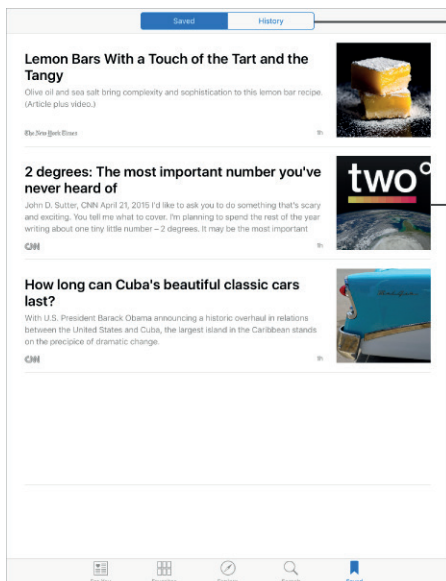 Saved History
Lemon Bars With a Touch of the Tart and the
Tangy
Olive oil and sea salt bring complexity and sophistication to this lemon bar recipe.
(Article plus video.)
The New York Times 1h
2 degrees: The most important number you've
never heard of
two°
John D. Sutter, CNN April 21, 2015 I'd like to ask you to do something that's scary
and exciting. You tell me what to cover. I'm planning to spend the rest of the year
writing about one tiny little number – 2 degrees. It may be the most important
CNN 1h
How long can Cuba's beautiful classic cars
last?
With U.S. President Barack Obama announcing a historic overhaul in relations
between the United States and Cuba, the largest island in the Caribbean stands
on the precipice of dramatic change.
CNN 1h